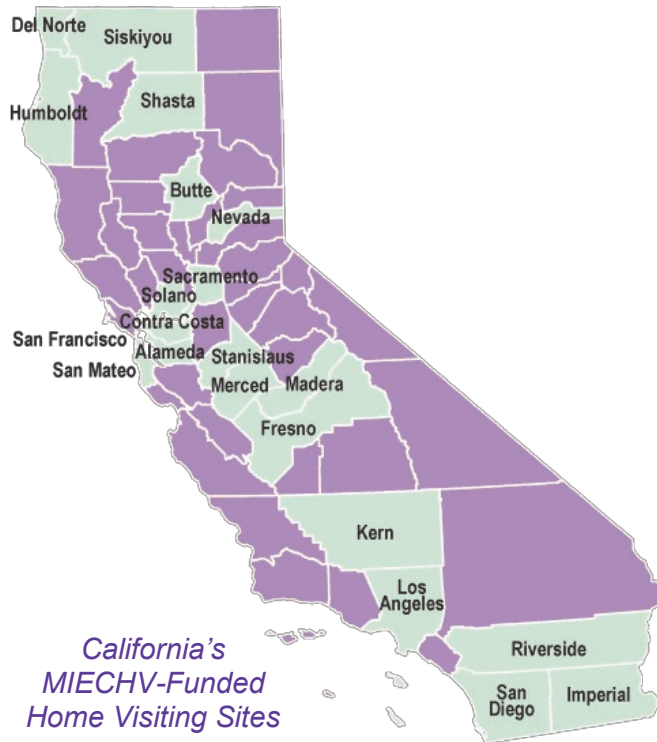 Del Norte
Siskiyou
Shasta
Humboldt
Butte
Nevada
Sacramento
Solano
Contra Costa
San Francisco
Alameda
Stanislaus
San Mateo
Merced
Madera
Fresno
Kern
Los
Angeles
Riverside
San
Diego
Imperial
California's
MIECHV-Funded
Home Visiting Sites